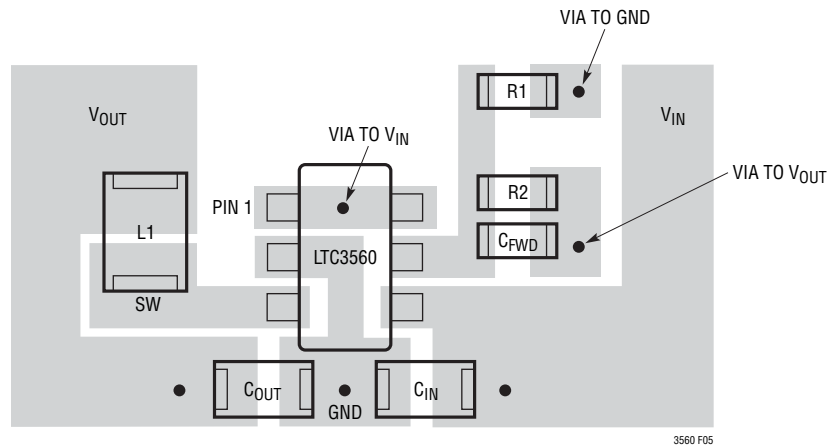 VIA TO GND
R1
VOUT
VIN
VIA TO VIN
VIA TO VOUT
PIN 1
R2
L1
LTC3560
CFWD
SW
COUT
GND
CIN
3560 F05